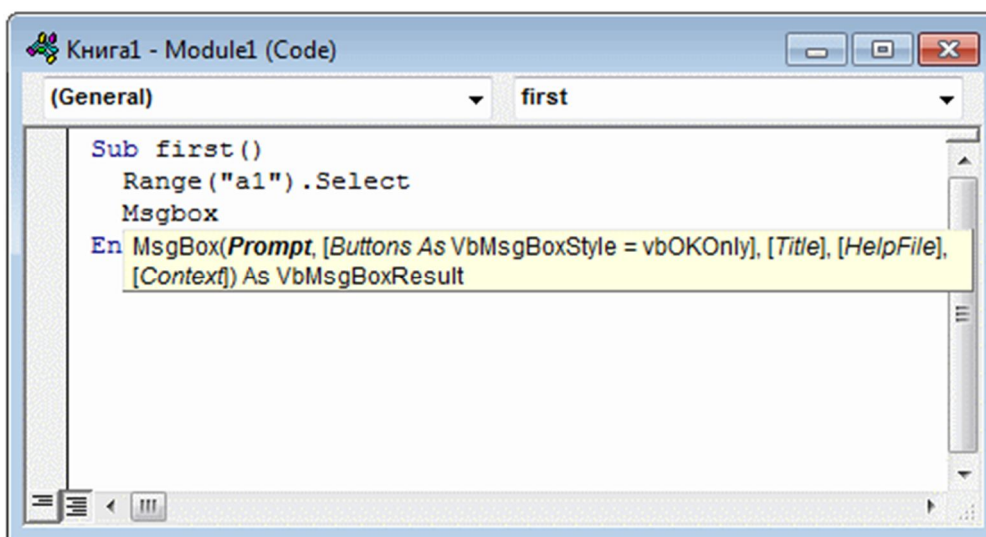 Книга1 - Module1 (Code)
(General) first
Sub first()
Range("a1").Select
Msgbox
En
MsgBox(Prompt, [Buttons As VbMsgBoxStyle = vbOKOnly], [Title], [HelpFile],
[Context]) As VbMsgBoxResult